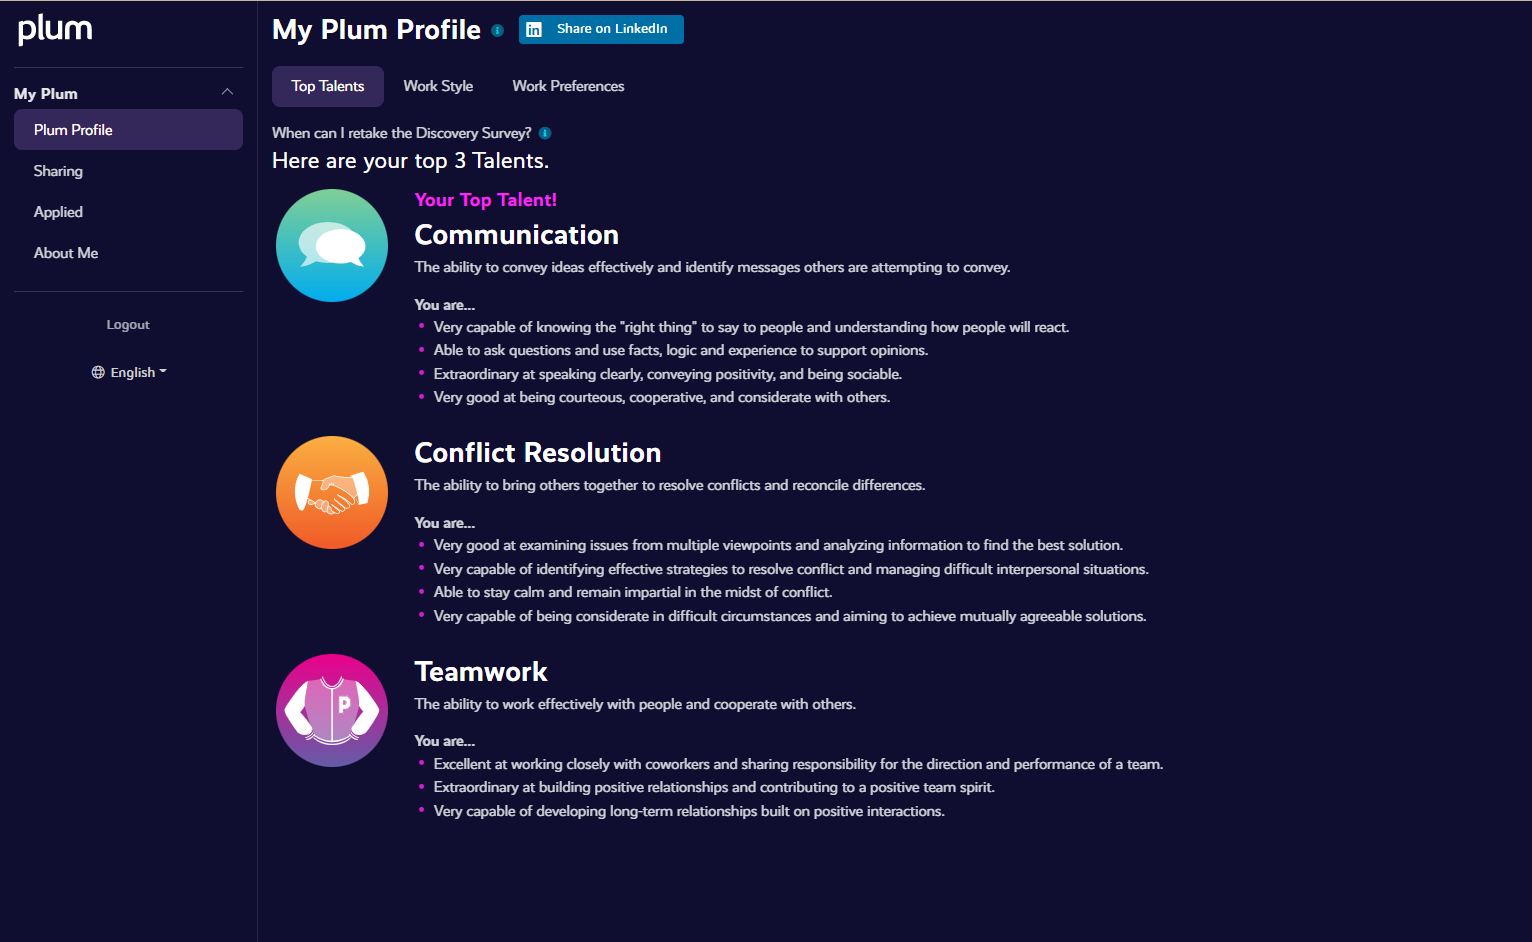 plum
My Plum
Plum Profile
Sharing
Applied
About Me
Logout
English
My Plum Profile
Share on LinkedIn
Top Talents
Work Style
Work Preferences
When can I retake the Discovery Survey?
Here are your top 3 Talents.
Your Top Talent!
Communication
The ability to convey ideas effectively and identify messages others are attempting to convey.
You are...
Very capable of knowing the "right thing" to say to people and understanding how people will react.
Able to ask questions and use facts, logic and experience to support opinions.
Extraordinary at speaking clearly, conveying positivity, and being sociable.
Very good at being courteous, cooperative, and considerate with others.
Conflict Resolution
The ability to bring others together to resolve conflicts and reconcile differences.
You are...
Very good at examining issues from multiple viewpoints and analyzing information to find the best solution.
Very capable of identifying effective strategies to resolve conflict and managing difficult interpersonal situations.
Able to stay calm and remain impartial in the midst of conflict.
Very capable of being considerate in difficult circumstances and aiming to achieve mutually agreeable solutions.
P
Teamwork
The ability to work effectively with people and cooperate with others.
You are...
Excellent at working closely with coworkers and sharing responsibility for the direction and performance of a team.
Extraordinary at building positive relationships and contributing to a positive team spirit.
Very capable of developing long-term relationships built on positive interactions.